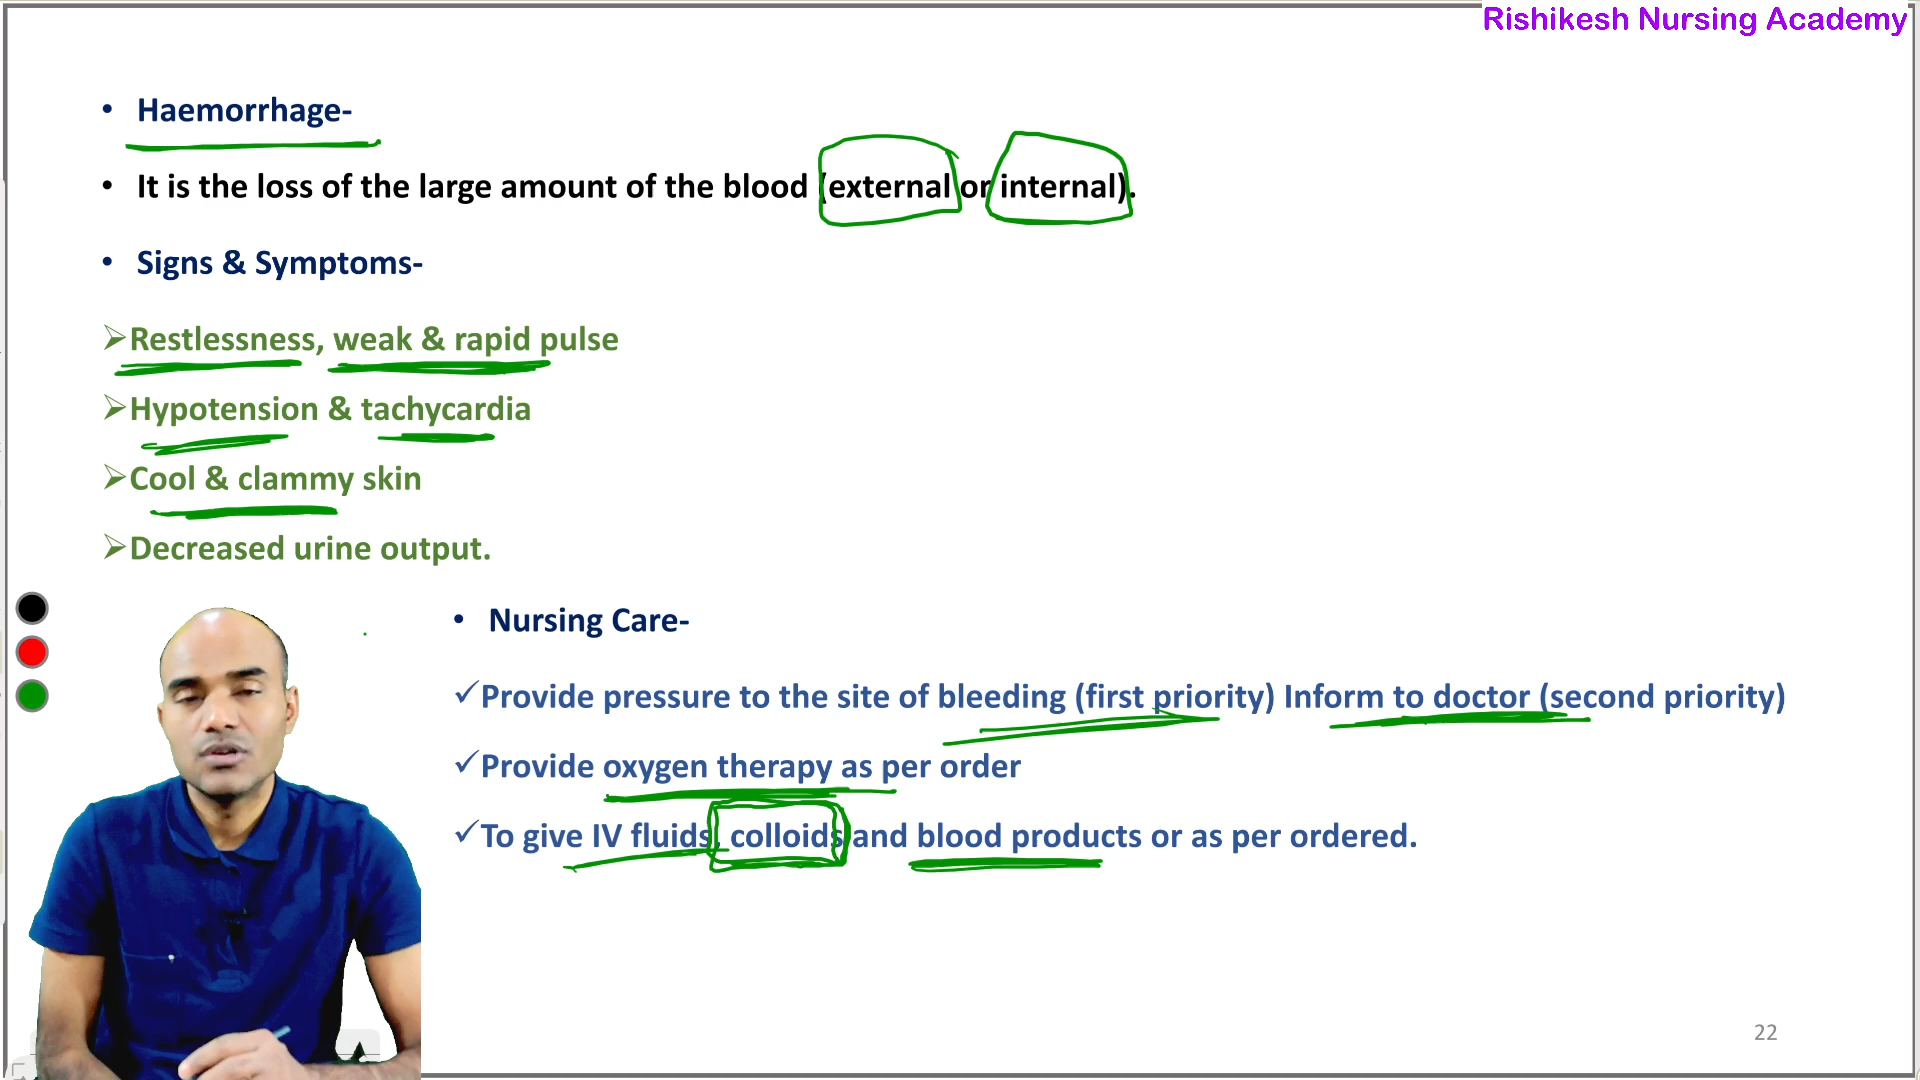 Rishikesh Nursing Academy
• Haemorrhage-
• It is the loss of the large amount of the blood (external or internal).
• Signs & Symptoms-
➢Restlessness, weak & rapid pulse
➢Hypotension & tachycardia
➢Cool & clammy skin
➢Decreased urine output.
• Nursing Care-
✓Provide pressure to the site of bleeding (first priority) Inform to doctor (second priority)
✓Provide oxygen therapy as per order
✓To give IV fluids, colloids and blood products or as per ordered.
22